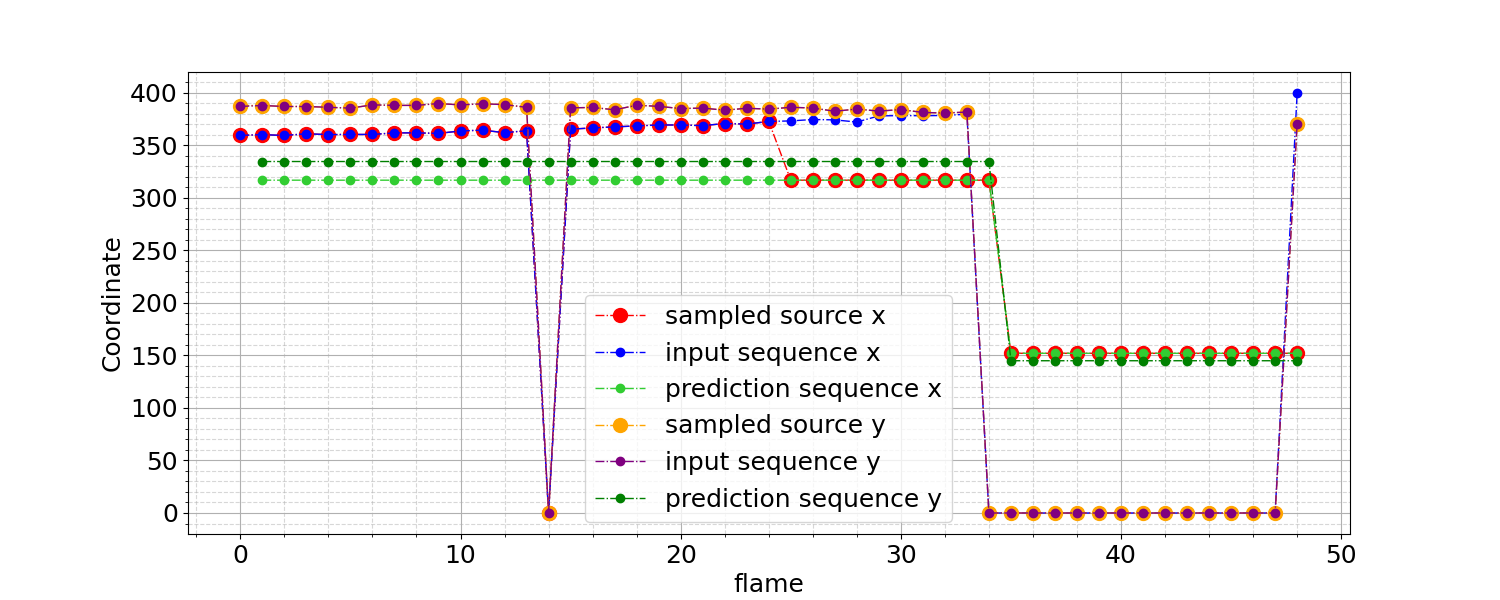 400
350
300
250
200
150
100
50
0
Coordinate
sampled source x
input sequence x
prediction sequence x
sampled source y
input sequence y
prediction sequence y
0 10 20 30 40 50
flame